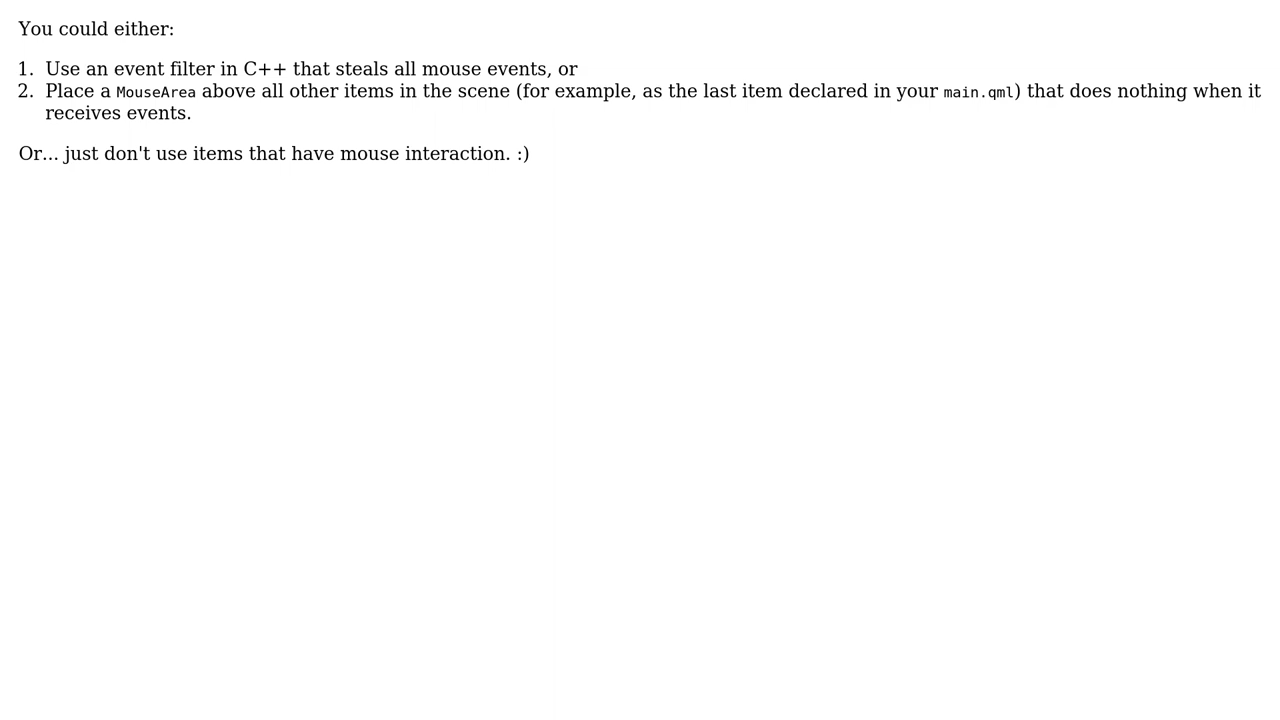 You could either:
1. Use an event filter in C++ that steals all mouse events, or
2. Place a MouseArea above all other items in the scene (for example, as the last item declared in your main.qml) that does nothing when it
receives events.
Or... just don't use items that have mouse interaction. :)